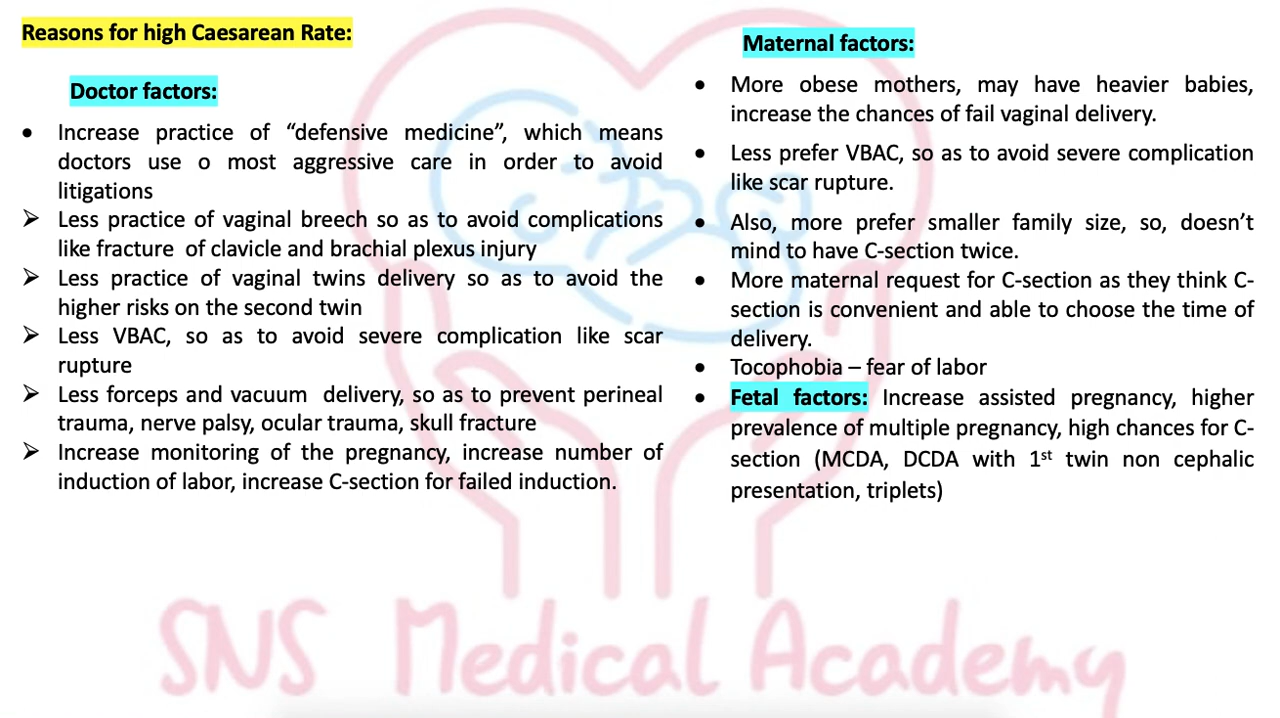 Reasons for high Caesarean Rate:
Doctor factors:
• Increase practice of “defensive medicine”, which means
doctors use o most aggressive care in order to avoid
litigations
➢ Less practice of vaginal breech so as to avoid complications
like fracture of clavicle and brachial plexus injury
➢ Less practice of vaginal twins delivery so as to avoid the
higher risks on the second twin
➢ Less VBAC, so as to avoid severe complication like scar
rupture
➢ Less forceps and vacuum delivery, so as to prevent perineal
trauma, nerve palsy, ocular trauma, skull fracture
➢ Increase monitoring of the pregnancy, increase number of
induction of labor, increase C-section for failed induction.
Maternal factors:
• More obese mothers, may have heavier babies,
increase the chances of fail vaginal delivery.
• Less prefer VBAC, so as to avoid severe complication
like scar rupture.
• Also, more prefer smaller family size, so, doesn’t
mind to have C-section twice.
• More maternal request for C-section as they think C-
section is convenient and able to choose the time of
delivery.
• Tocophobia – fear of labor
• Fetal factors: Increase assisted pregnancy, higher
prevalence of multiple pregnancy, high chances for C-
section (MCDA, DCDA with 1st twin non cephalic
presentation, triplets)
SNS Medical Academy